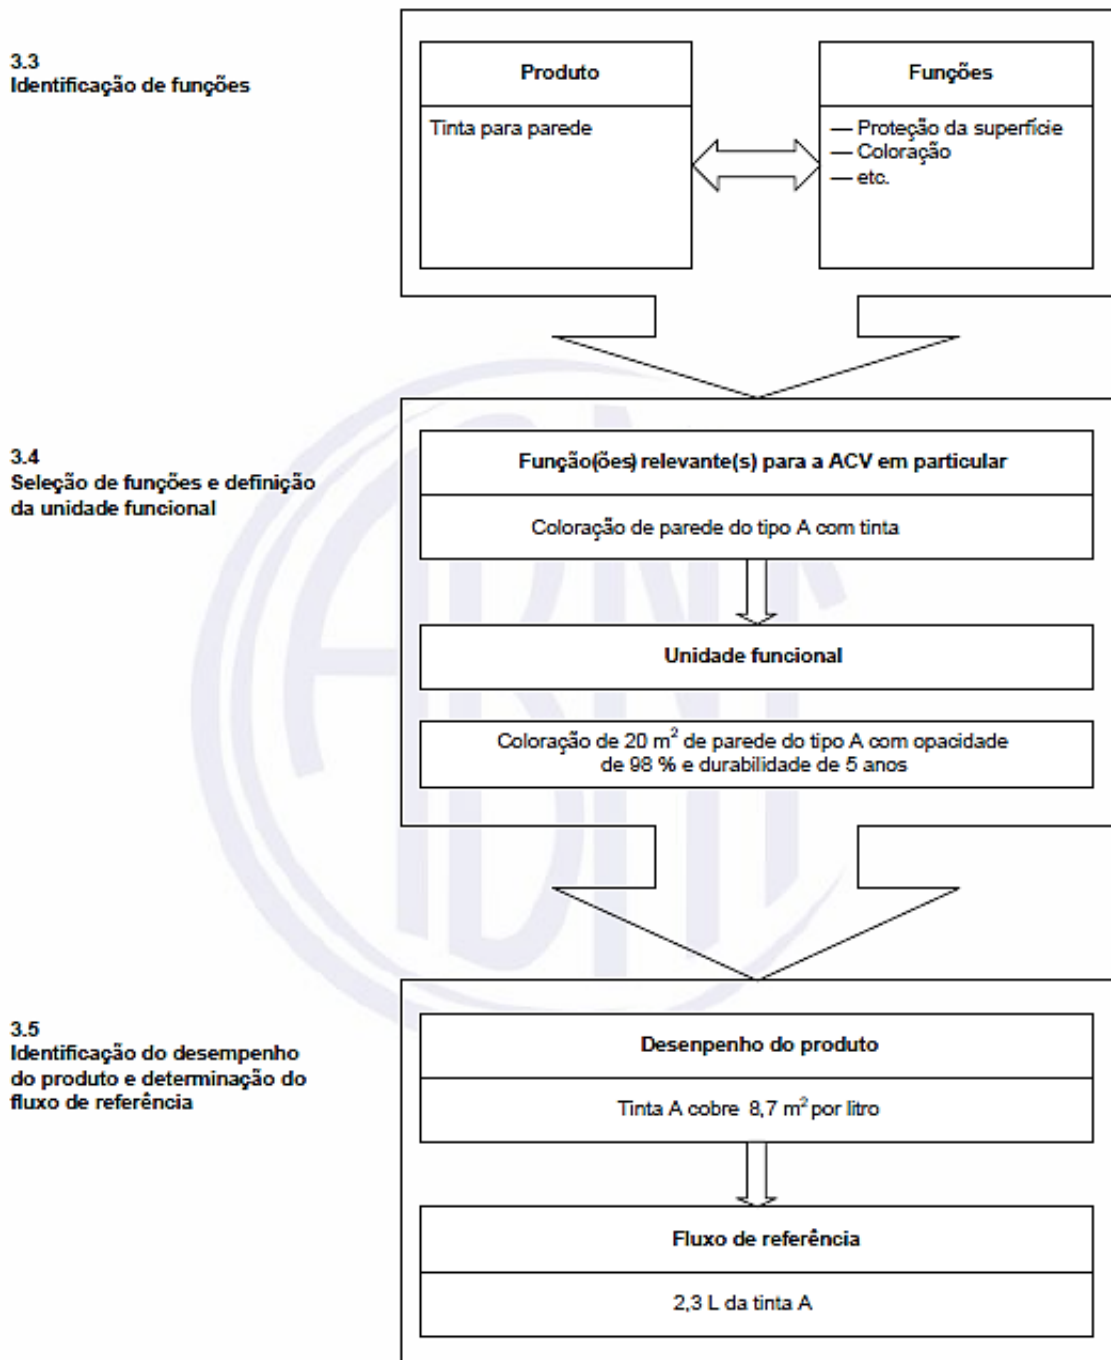 3.3
Identificação de funções
Produto
Tinta para parede
Funções
— Proteção da superfície
— Coloração
— etc.
3.4
Seleção de funções e definição
da unidade funcional
Função(ões) relevante(s) para a ACV em particular
Coloração de parede do tipo A com tinta
Unidade funcional
Coloração de 20 m² de parede do tipo A com opacidade
de 98 % e durabilidade de 5 anos
3.5
Identificação do desempenho
do produto e determinação do
fluxo de referência
Desenpenho do produto
Tinta A cobre 8,7 m² por litro
Fluxo de referência
2,3 L da tinta A
ABNT